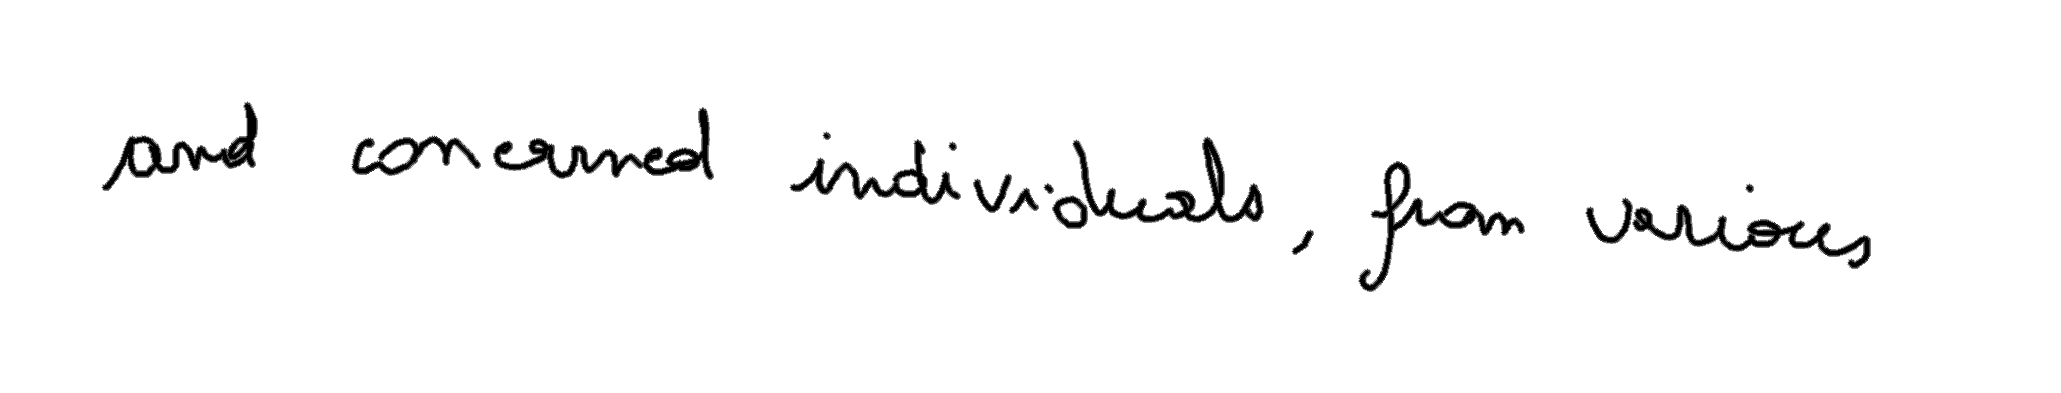 and concerned individuals, from various